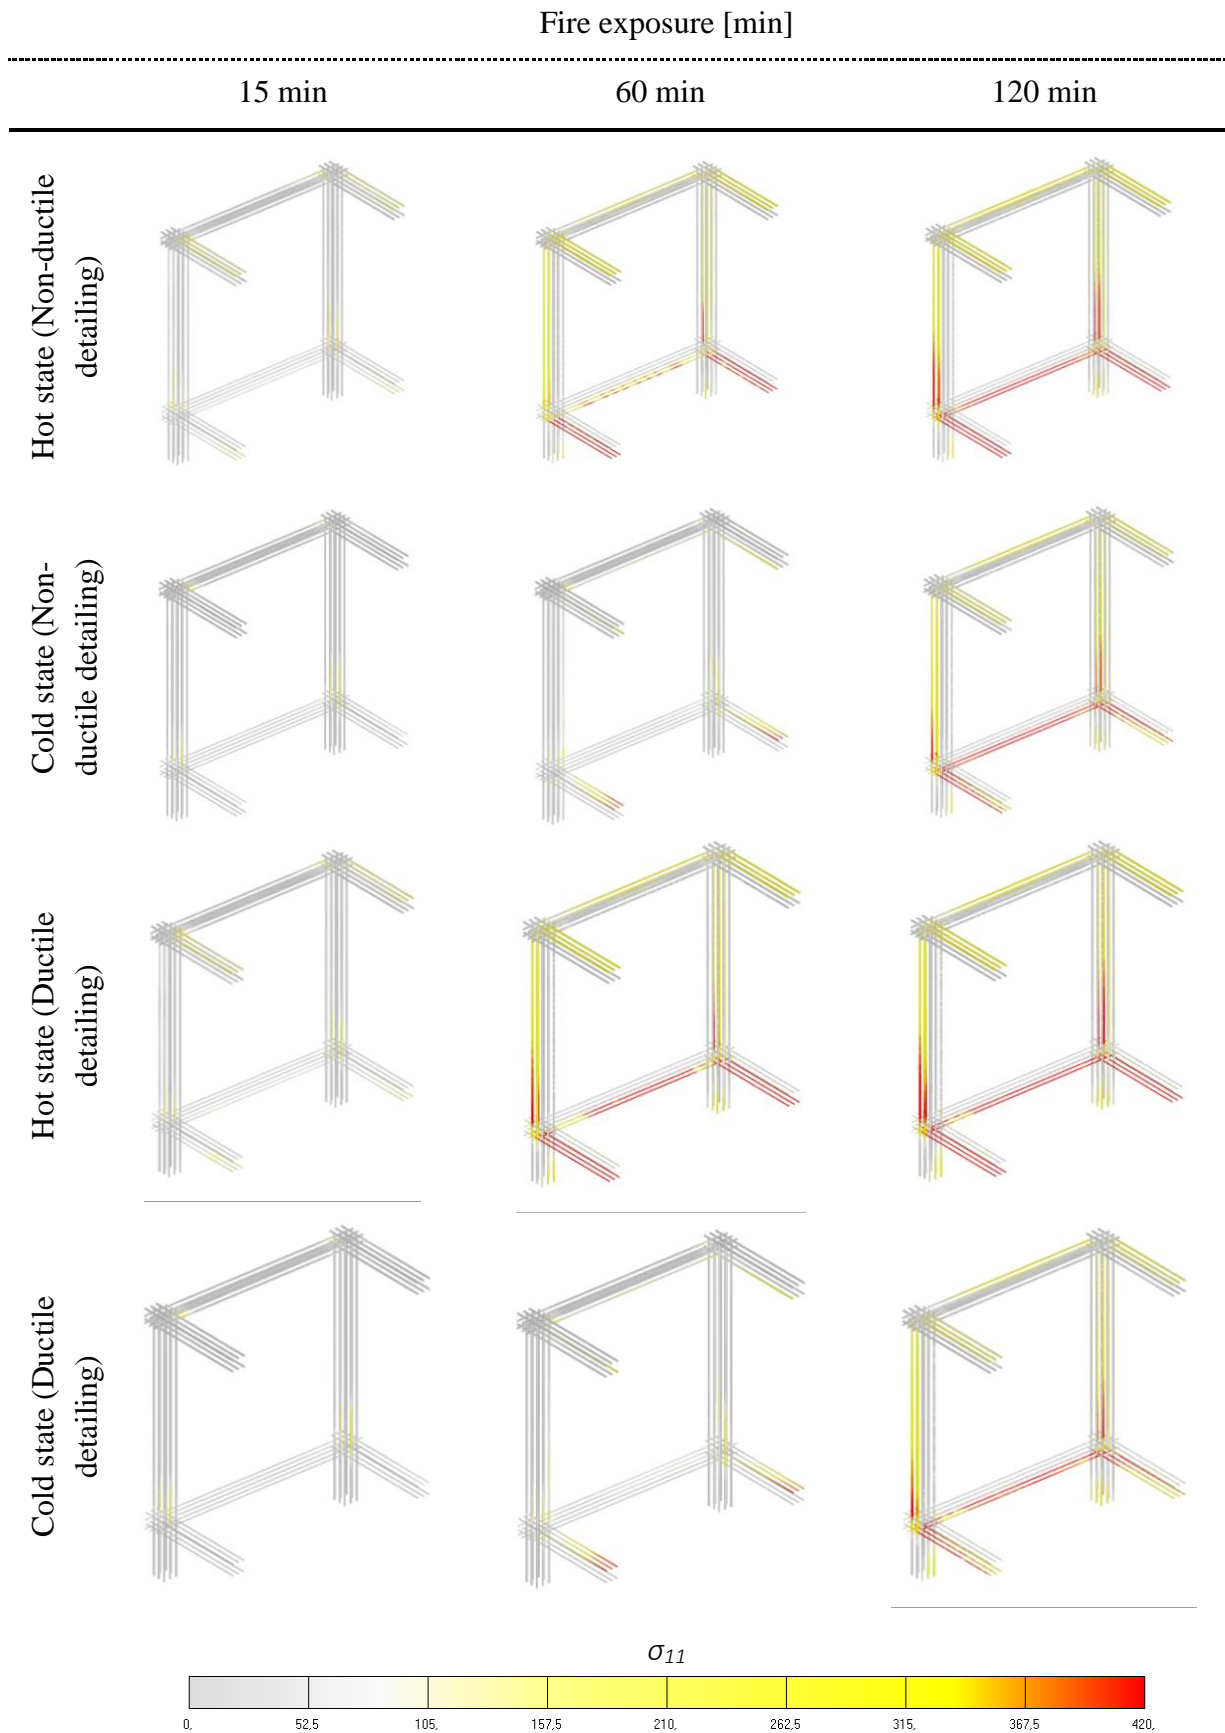 Fire exposure [min]
15 min
60 min
120 min
Hot state (Non-ductile
detailing)
Cold state (Non-
ductile detailing)
Hot state (Ductile
detailing)
Cold state (Ductile
detailing)
σ11
0, 52,5 105, 157,5 210, 262,5 315, 367,5 420,